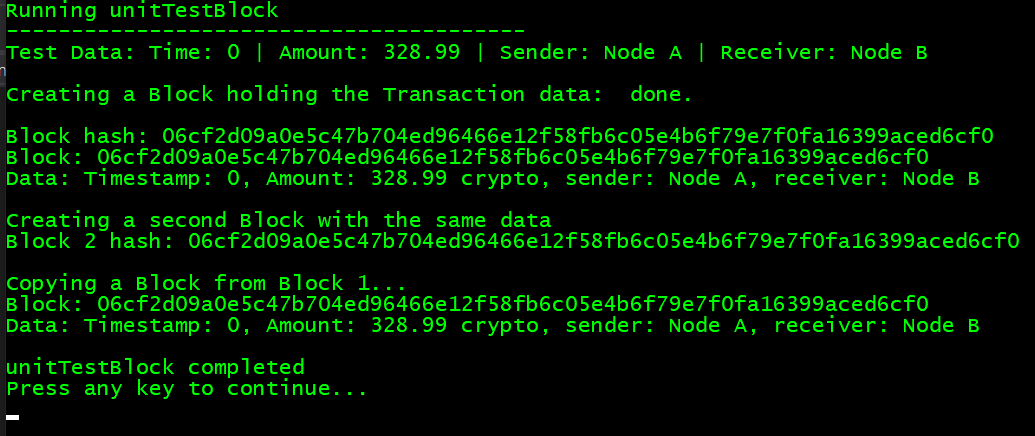 Running unitTestBlock
----------------------------------------
Test Data: Time: 0 | Amount: 328.99 | Sender: Node A | Receiver: Node B
Creating a Block holding the Transaction data:  done.
Block hash: 06cf2d09a0e5c47b704ed96466e12f58fb6c05e4b6f79e7f0fa16399aced6cf0
Block: 06cf2d09a0e5c47b704ed96466e12f58fb6c05e4b6f79e7f0fa16399aced6cf0
Data: Timestamp: 0, Amount: 328.99 crypto, sender: Node A, receiver: Node B
Creating a second Block with the same data
Block 2 hash: 06cf2d09a0e5c47b704ed96466e12f58fb6c05e4b6f79e7f0fa16399aced6cf0
Copying a Block from Block 1...
Block: 06cf2d09a0e5c47b704ed96466e12f58fb6c05e4b6f79e7f0fa16399aced6cf0
Data: Timestamp: 0, Amount: 328.99 crypto, sender: Node A, receiver: Node B
unitTestBlock completed
Press any key to continue...